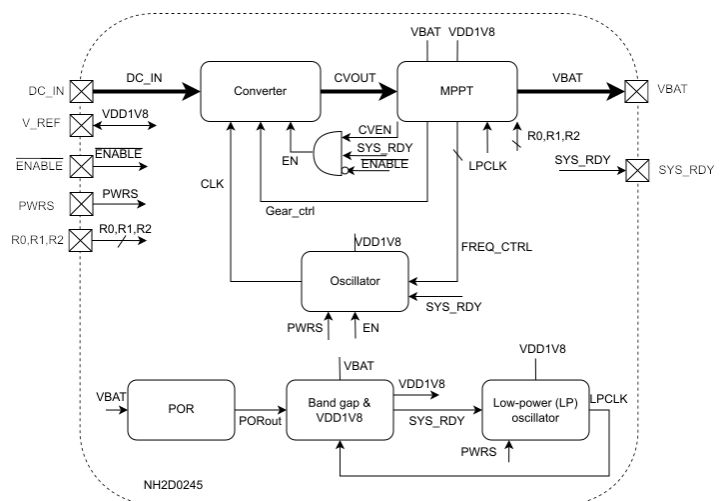 VBAT VDD1V8
DC_IN DC_IN Converter CVOUT MPPT VBAT VBAT
V_REF VDD1V8
CVEN
SYS_RDY
ENABLE
EN
R0,R1,R2
LPCLK
ENABLE ENABLE
SYS_RDY SYS_RDY
CLK
PWRS PWRS
Gear_ctrl
R0,R1,R2 R0,R1,R2
VDD1V8
FREQ_CTRL
Oscillator
SYS_RDY
PWRS EN
VBAT
VDD1V8
VBAT
POR
PORout
Band gap &
VDD1V8
VDD1V8
SYS_RDY
Low-power (LP)
oscillator
LPCLK
PWRS
NH2D0245